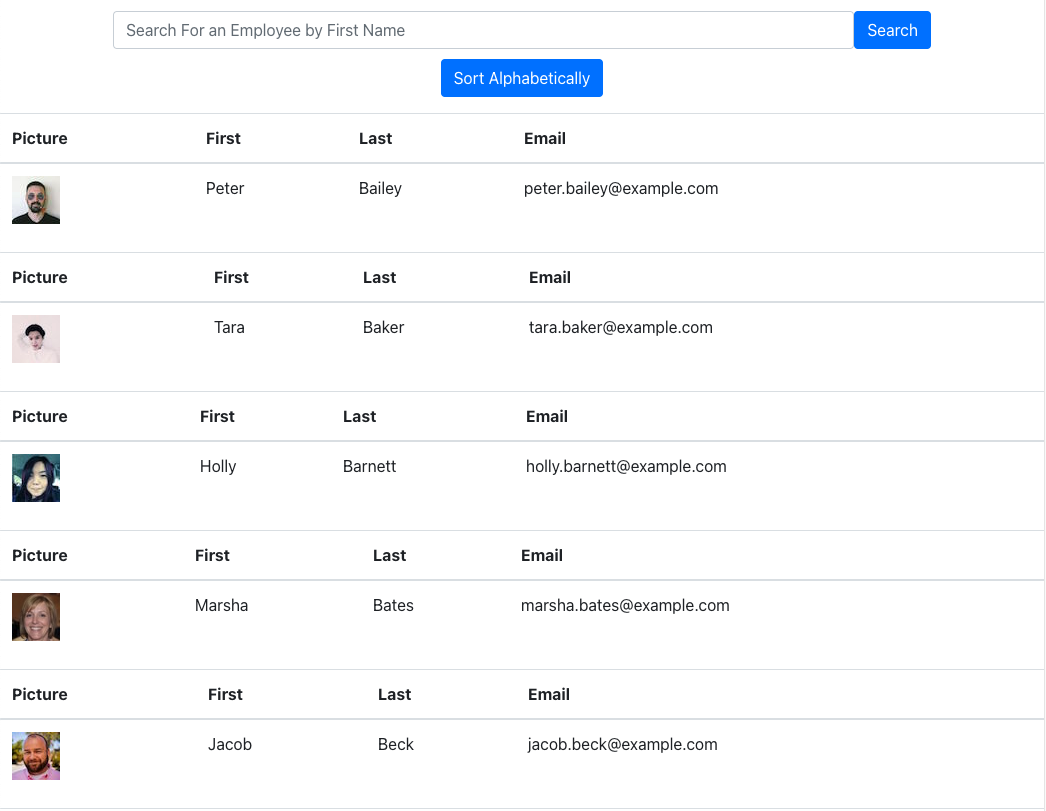 Search For an Employee by First Name Search
Sort Alphabetically
Picture First Last Email
Peter Bailey peter.bailey@example.com
Picture First Last Email
Tara Baker tara.baker@example.com
Picture First Last Email
Holly Barnett holly.barnett@example.com
Picture First Last Email
Marsha Bates marsha.bates@example.com
Picture First Last Email
Jacob Beck jacob.beck@example.com